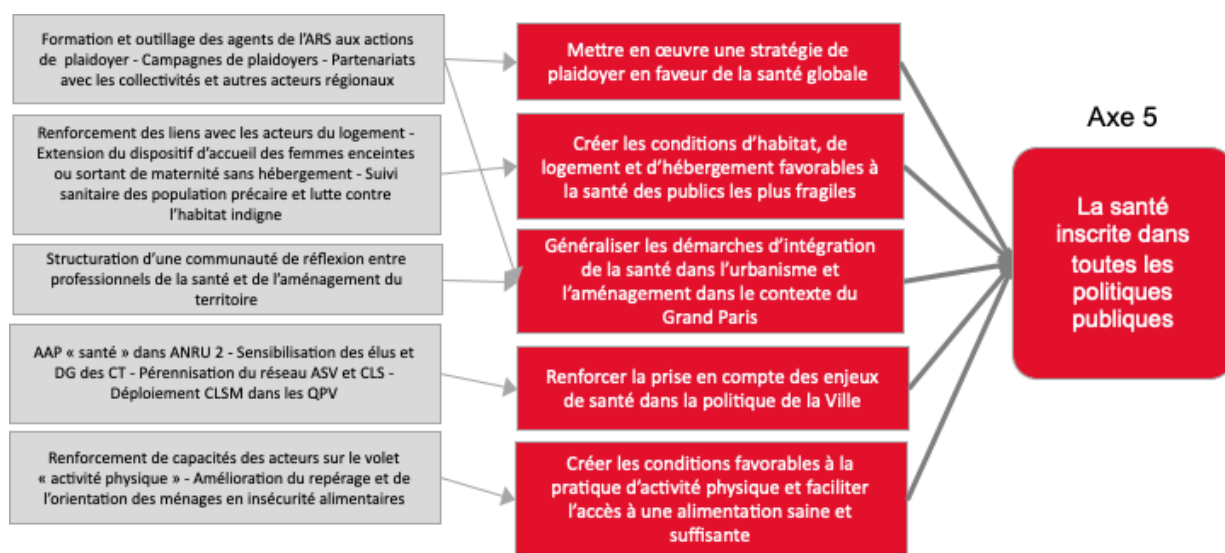 Formation et outillage des agents de l'ARS aux actions
de plaidoyer - Campagnes de plaidoyers - Partenariats
avec les collectivités et autres acteurs régionaux
Mettre en œuvre une stratégie de
plaidoyer en faveur de la santé globale
Renforcement des liens avec les acteurs du logement -
Extension du dispositif d'accueil des femmes enceintes
ou sortant de maternité sans hébergement - Suivi
sanitaire des population précaire et lutte contre
l'habitat indigne
Créer les conditions d'habitat, de
logement et d'hébergement favorables à
la santé des publics les plus fragiles
Structuration d'une communauté de réflexion entre
professionnels de la santé et de l'aménagement du
territoire
Généraliser les démarches d'intégration
de la santé dans l'urbanisme et
l'aménagement dans le contexte du
Grand Paris
AAP « santé » dans ANRU 2 - Sensibilisation des élus et
DG des CT - Pérennisation du réseau ASV et CLS -
Déploiement CLSM dans les QPV
Renforcer la prise en compte des enjeux
de santé dans la politique de la Ville
Renforcement de capacités des acteurs sur le volet
« activité physique » - Amélioration du repérage et de
l'orientation des ménages en insécurité alimentaires
Créer les conditions favorables à la
pratique d'activité physique et faciliter
l'accès à une alimentation saine et
suffisante
Axe 5
La santé
inscrite dans
toutes les
politiques
publiques